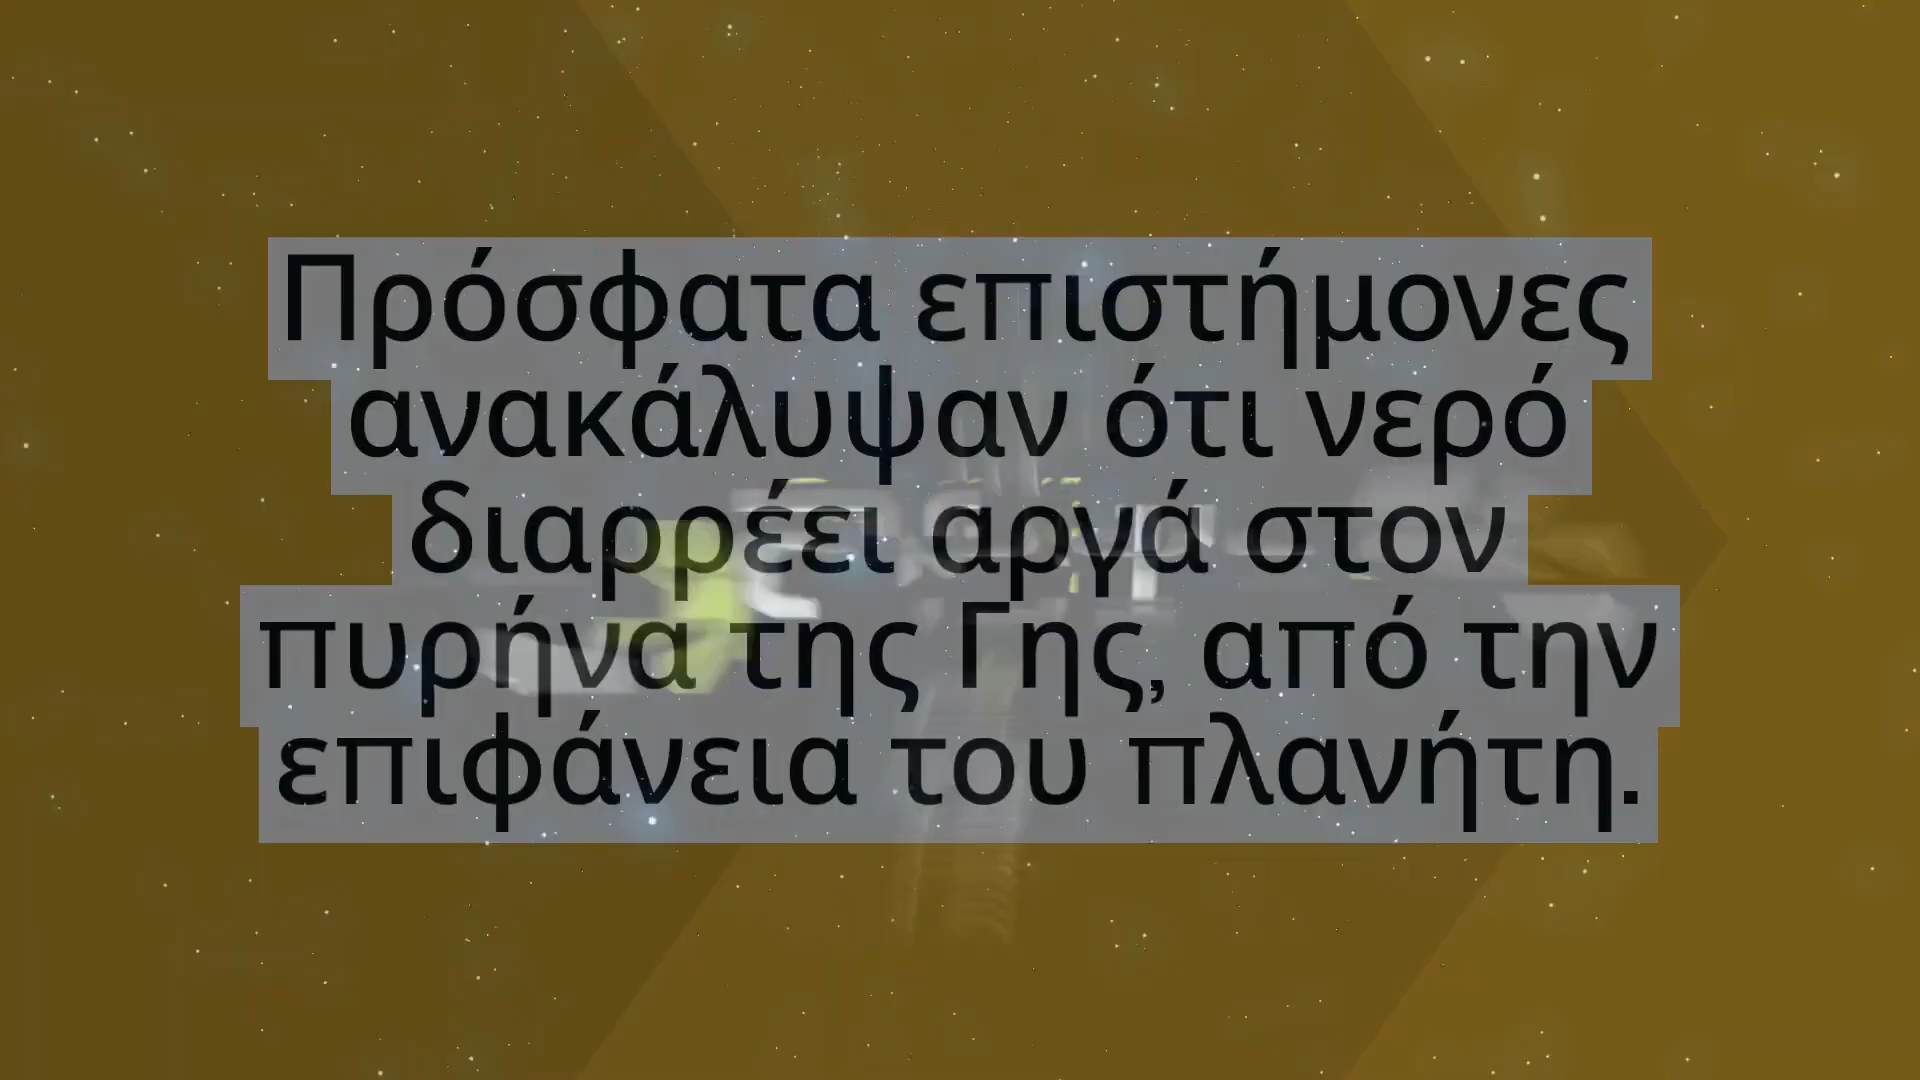 Πρόσφατα επιστήμονες
ανακάλυψαν ότι νερό
διαρρέει αργά στον
πυρήνα της Γης, από την
επιφάνεια του πλανήτη.